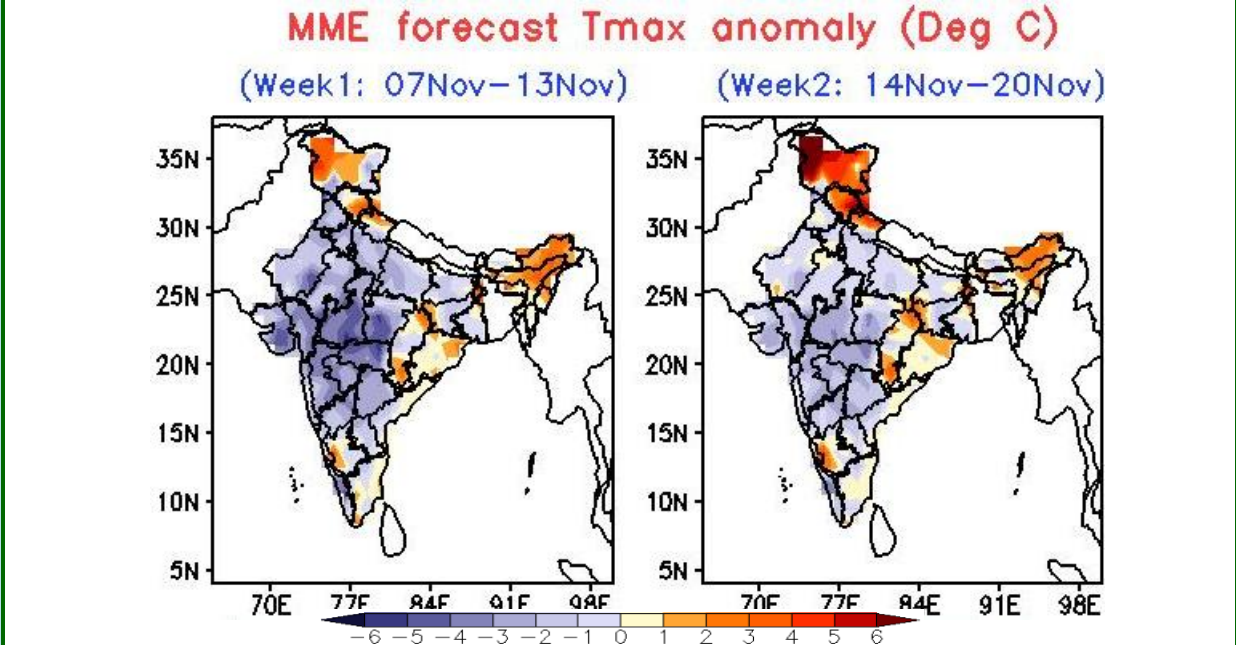 MME forecast Tmax anomaly (Deg C)
(Week1: 07Nov-13Nov)
(Week2: 14Nov-20Nov)
35N
30N
25N
20N
15N
10N
5N
70E 77E 84E 91E 98E
35N
30N
25N
20N
15N
10N
5N
70E 77E 84E 91E 98E
-6 -5 -4 -3 -2 -1 0 1 2 3 4 5 6